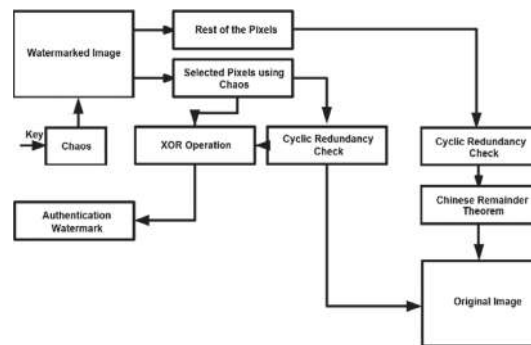 Rest of the Pixels
Watermarked Image
Selected Pixels using
Chaos
Key
Chaos
XOR Operation
Cyclic Redundancy
Check
Cyclic Redundancy
Check
Authentication
Watermark
Chinese Remainder
Theorem
Original Image